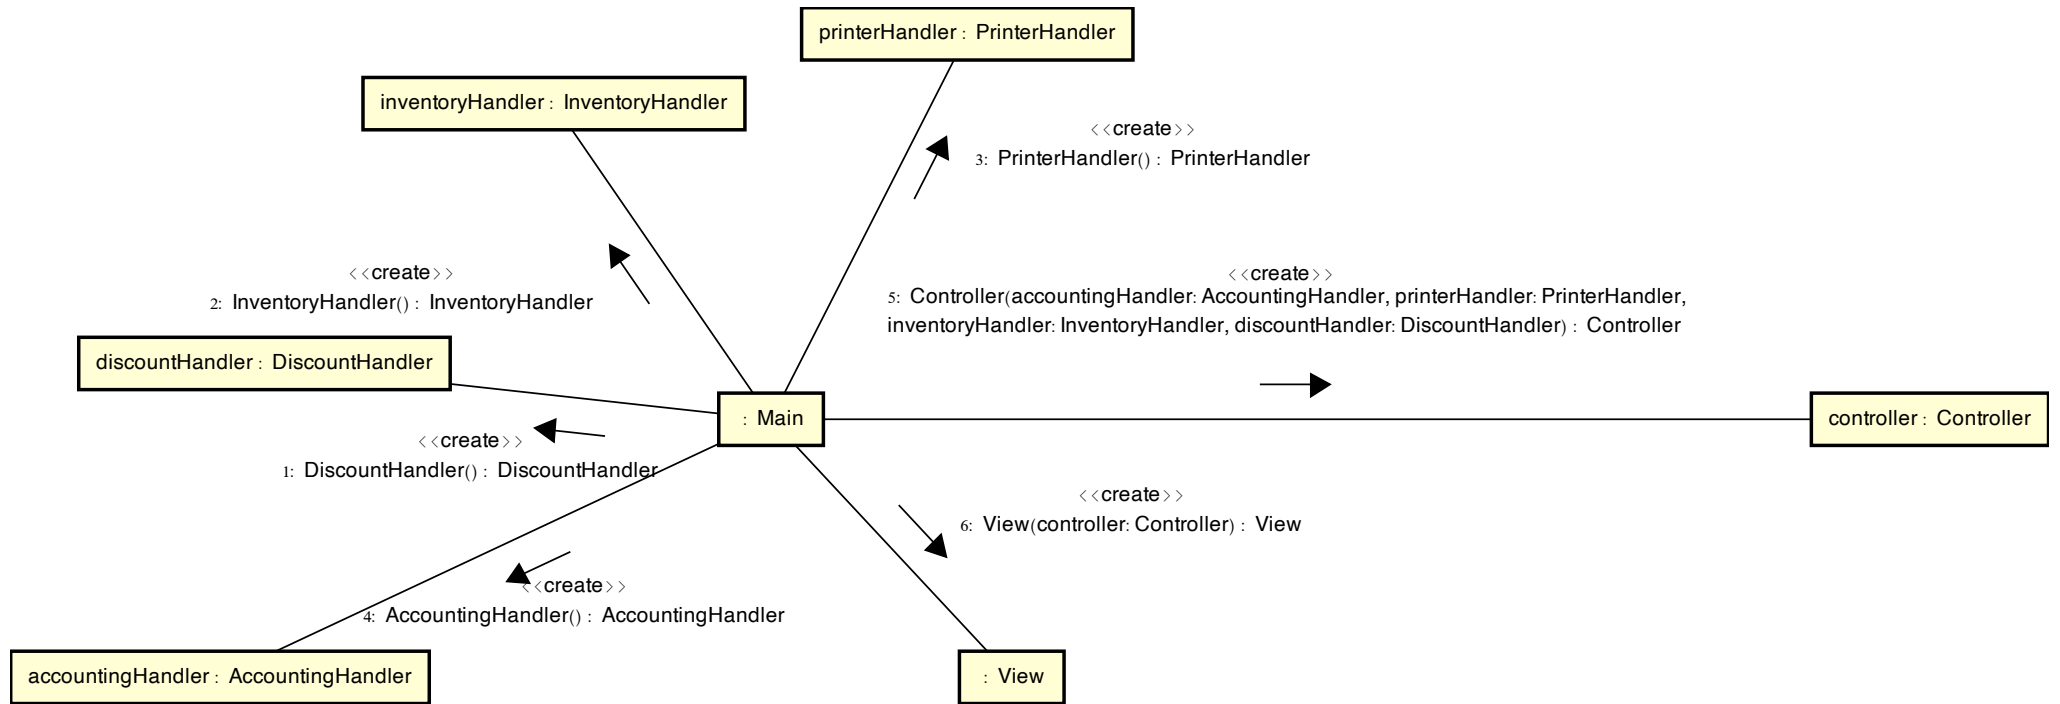 printerHandler : PrinterHandler
inventoryHandler : InventoryHandler
<<create>>
3: PrinterHandler() : PrinterHandler
<<create>>
2: InventoryHandler() : InventoryHandler
<<create>>
5: Controller(accountingHandler: AccountingHandler, printerHandler: PrinterHandler,
inventoryHandler: InventoryHandler, discountHandler: DiscountHandler) : Controller
discountHandler : DiscountHandler
: Main
controller : Controller
<<create>>
1: DiscountHandler() : DiscountHandler
<<create>>
6: View(controller: Controller) : View
<<create>>
4: AccountingHandler() : AccountingHandler
accountingHandler : AccountingHandler
: View